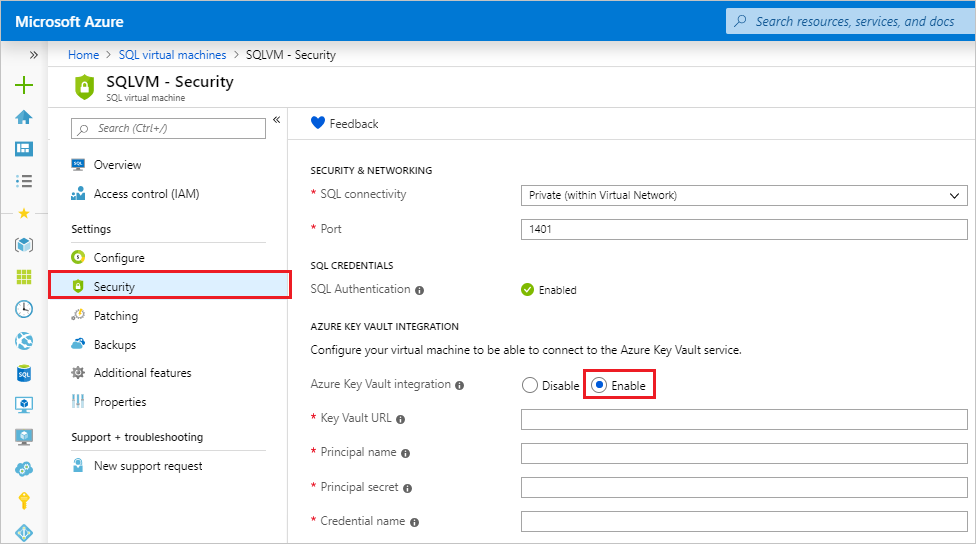 Microsoft Azure
Search resources, services, and docs
Home > SQL virtual machines > SQLVM - Security
SQLVM - Security
SQL virtual machine
Search (Ctrl+/)
Overview
Access control (IAM)
Settings
Configure
Security
Patching
Backups
Additional features
Properties
Support + troubleshooting
New support request
Feedback
SECURITY & NETWORKING
* SQL connectivity
Private (within Virtual Network)
* Port
1401
SQL CREDENTIALS
SQL Authentication
Enabled
AZURE KEY VAULT INTEGRATION
Configure your virtual machine to be able to connect to the Azure Key Vault service.
Azure Key Vault integration
Disable
Enable
* Key Vault URL
* Principal name
* Principal secret
* Credential name